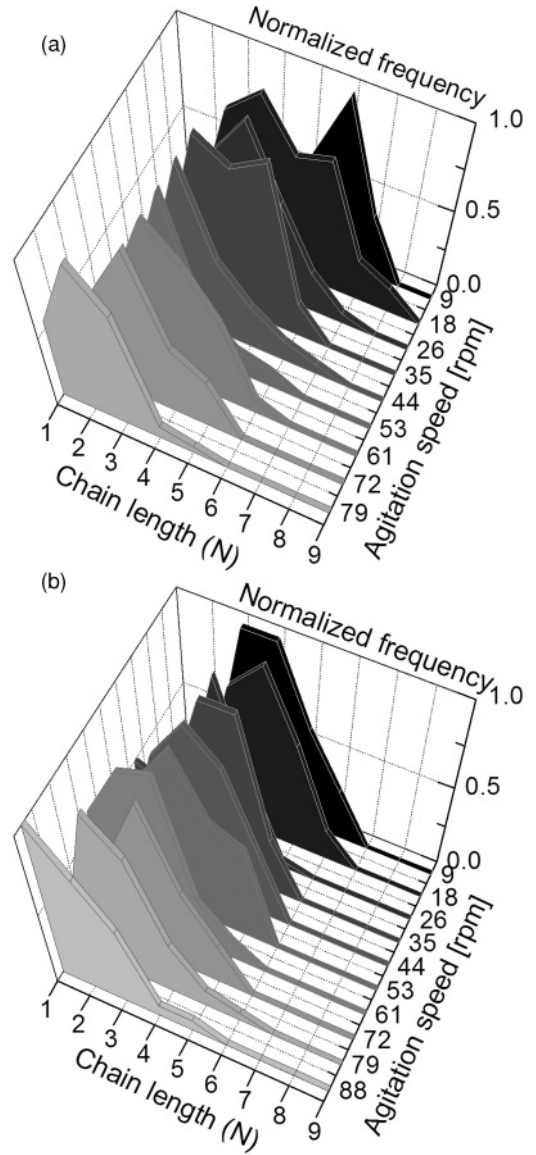 (a)
Normalized frequency
1.0
0.5
0.0
9
18
26
35
44
53
61
72
79
Agitation speed [rpm]
1 2 3 4 5 6 7 8 9
Chain length (N)
(b)
Normalized frequency
1.0
0.5
0.0
9
18
26
35
44
53
61
72
79
88
Agitation speed [rpm]
1 2 3 4 5 6 7 8 9
Chain length (N)